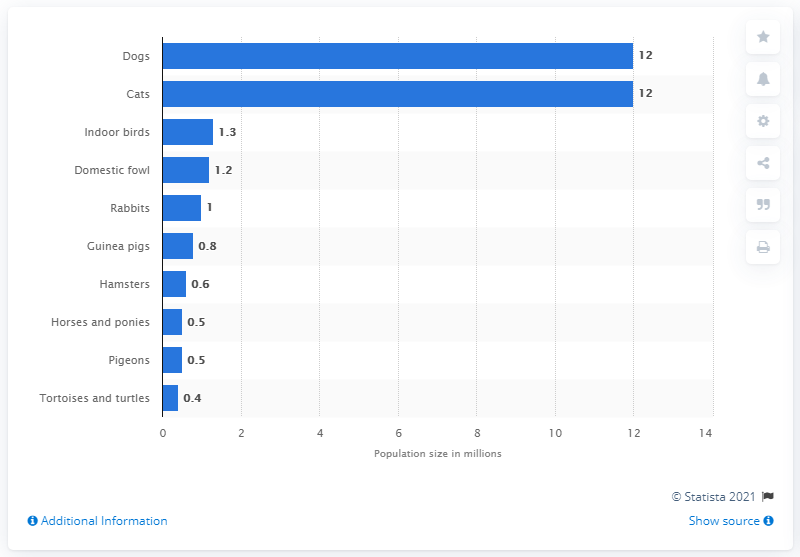 Dogs 12
Cats 12
Indoor birds 1.3
Domestic fowl 1.2
Rabbits 1
Guinea pigs 0.8
Hamsters 0.6
Horses and ponies 0.5
Pigeons 0.5
Tortoises and turtles 0.4
0 2 4 6 8 10 12 14
Population size in millions
© Statista 2021
Additional Information Show source